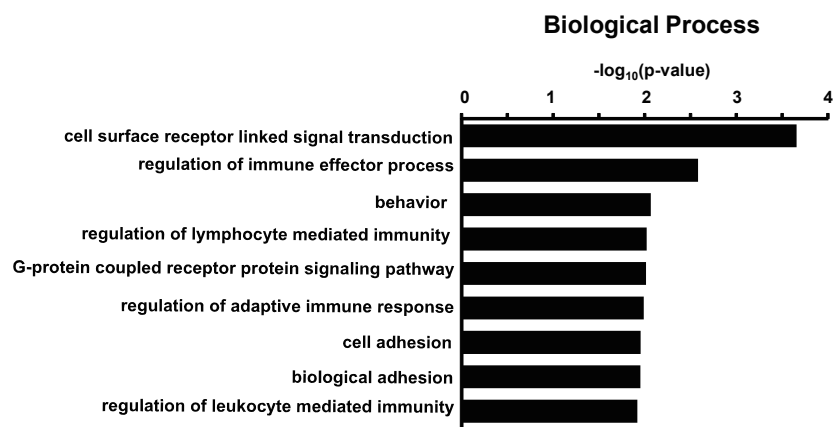 Biological Process
-log10(p-value)
0 1 2 3 4
cell surface receptor linked signal transduction
regulation of immune effector process
behavior
regulation of lymphocyte mediated immunity
G-protein coupled receptor protein signaling pathway
regulation of adaptive immune response
cell adhesion
biological adhesion
regulation of leukocyte mediated immunity